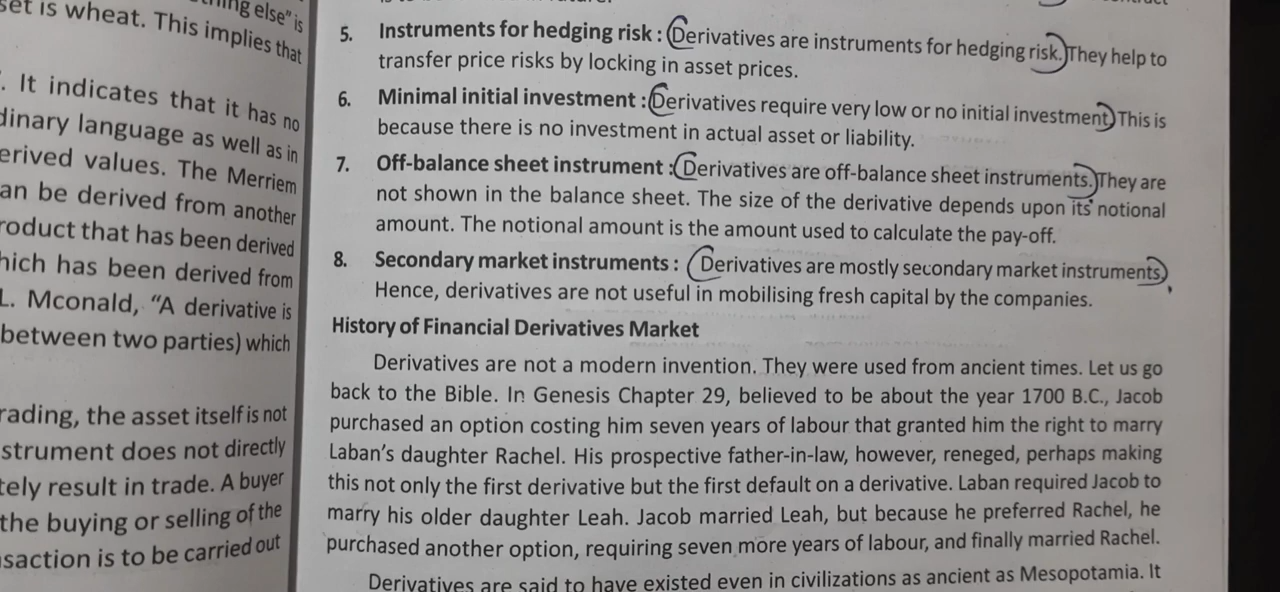 thing else" is
set is wheat. This implies that
. It indicates that it has no
dinary language as well as in
erived values. The Merriem
an be derived from another
roduct that has been derived
hich has been derived from
L. Mconald, "A derivative is
between two parties) which
rading, the asset itself is not
strument does not directly
tely result in trade. A buyer
the buying or selling of the
nsaction is to be carried out
5. Instruments for hedging risk : Derivatives are instruments for hedging risk. They help to
transfer price risks by locking in asset prices.
6. Minimal initial investment : Derivatives require very low or no initial investment. This is
because there is no investment in actual asset or liability.
7. Off-balance sheet instrument : Derivatives are off-balance sheet instruments. They are
not shown in the balance sheet. The size of the derivative depends upon its notional
amount. The notional amount is the amount used to calculate the pay-off.
8. Secondary market instruments : Derivatives are mostly secondary market instruments.
Hence, derivatives are not useful in mobilising fresh capital by the companies.
History of Financial Derivatives Market
Derivatives are not a modern invention. They were used from ancient times. Let us go
back to the Bible. In Genesis Chapter 29, believed to be about the year 1700 B.C., Jacob
purchased an option costing him seven years of labour that granted him the right to marry
Laban's daughter Rachel. His prospective father-in-law, however, reneged, perhaps making
this not only the first derivative but the first default on a derivative. Laban required Jacob to
marry his older daughter Leah. Jacob married Leah, but because he preferred Rachel, he
purchased another option, requiring seven more years of labour, and finally married Rachel.
Derivatives are said to have existed even in civilizations as ancient as Mesopotamia. It